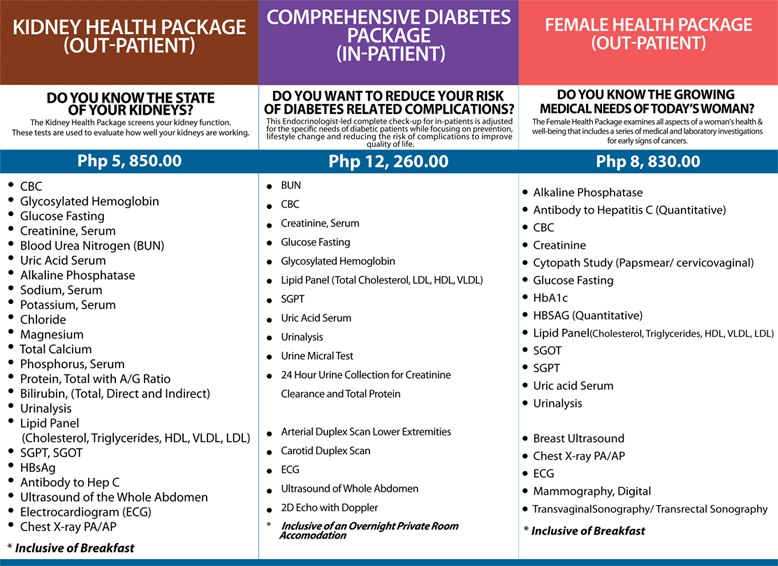 KIDNEY HEALTH PACKAGE
(OUT-PATIENT)
DO YOU KNOW THE STATE
OF YOUR KIDNEYS?
The Kidney Health Package screens your kidney function.
These tests are used to evaluate how well your kidneys are working.
Php 5, 850.00
• CBC
• Glycosylated Hemoglobin
• Glucose Fasting
• Creatinine, Serum
• Blood Urea Nitrogen (BUN)
• Uric Acid Serum
• Alkaline Phosphatase
• Sodium, Serum
• Potassium, Serum
• Chloride
• Magnesium
• Total Calcium
• Phosphorus, Serum
• Protein, Total with A/G Ratio
• Bilirubin, (Total, Direct and Indirect)
• Urinalysis
• Lipid Panel
(Cholesterol, Triglycerides, HDL, VLDL, LDL)
• SGPT, SGOT
• HBsAg
• Antibody to Hep C
• Ultrasound of the Whole Abdomen
• Electrocardiogram (ECG)
• Chest X-ray PA/AP
* Inclusive of Breakfast
COMPREHENSIVE DIABETES
PACKAGE
(IN-PATIENT)
DO YOU WANT TO REDUCE YOUR RISK
OF DIABETES RELATED COMPLICATIONS?
This Endocrinologist-led complete check-up for in-patients is adjusted
for the specific needs of diabetic patients while focusing on prevention,
lifestyle change and reducing the risk of complications to improve
quality of life.
Php 12, 260.00
• BUN
• CBC
• Creatinine, Serum
• Glucose Fasting
• Glycosylated Hemoglobin
• Lipid Panel (Total Cholesterol, LDL, HDL, VLDL)
• SGPT
• Uric Acid Serum
• Urinalysis
• Urine Micral Test
• 24 Hour Urine Collection for Creatinine
Clearance and Total Protein
• Arterial Duplex Scan Lower Extremities
• Carotid Duplex Scan
• ECG
• Ultrasound of Whole Abdomen
• 2D Echo with Doppler
* Inclusive of an Overnight Private Room
Accomodation
FEMALE HEALTH PACKAGE
(OUT-PATIENT)
DO YOU KNOW THE GROWING
MEDICAL NEEDS OF TODAY'S WOMAN?
The Female Health Package examines all aspects of a woman's health &
well-being that includes a series of medical and laboratory investigations
for early signs of cancers.
Php 8, 830.00
• Alkaline Phosphatase
• Antibody to Hepatitis C (Quantitative)
• CBC
• Creatinine
• Cytopath Study (Papsmear/ cervicovaginal)
• Glucose Fasting
• HbA1c
• HBSAG (Quantitative)
• Lipid Panel(Cholesterol, Triglycerides, HDL, VLDL, LDL)
• SGOT
• SGPT
• Uric acid Serum
• Urinalysis
• Breast Ultrasound
• Chest X-ray PA/AP
• ECG
• Mammography, Digital
• TransvaginalSonography/ Transrectal Sonography
* Inclusive of Breakfast